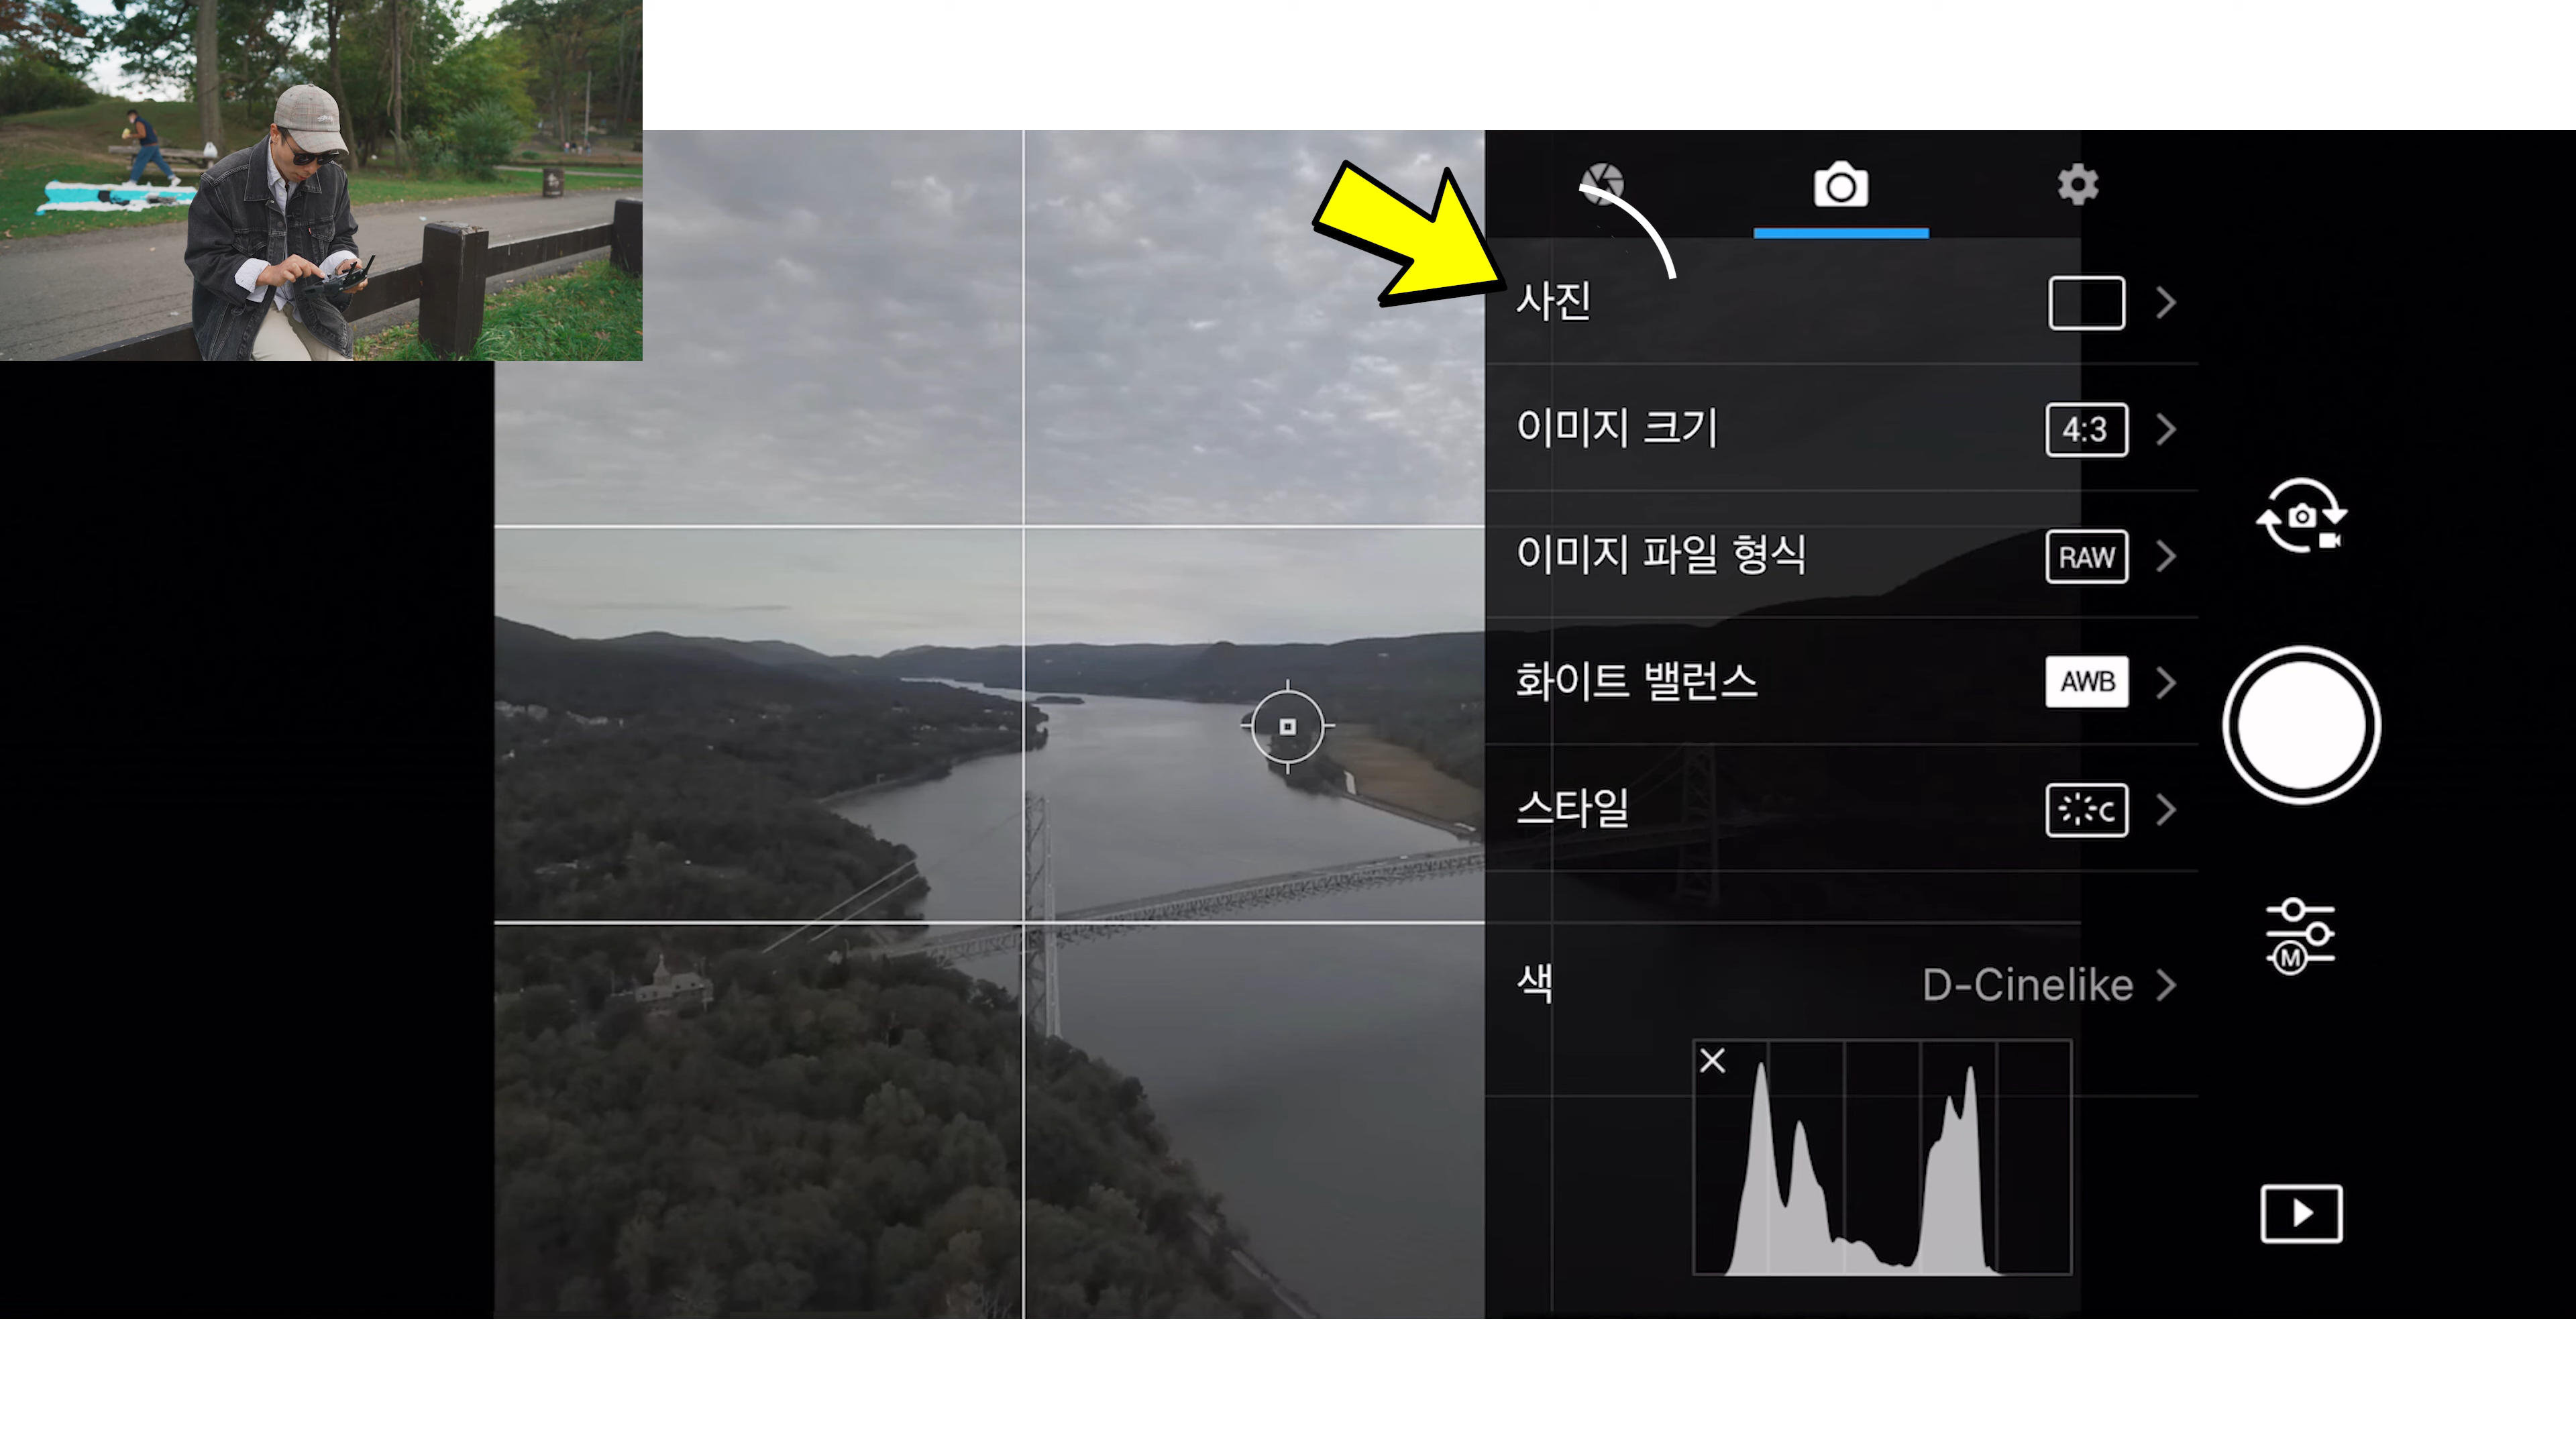 사진
이미지 크기
4:3
이미지 파일 형식
RAW
화이트 밸런스
AWB
스타일
C
색
D-Cinelike
M